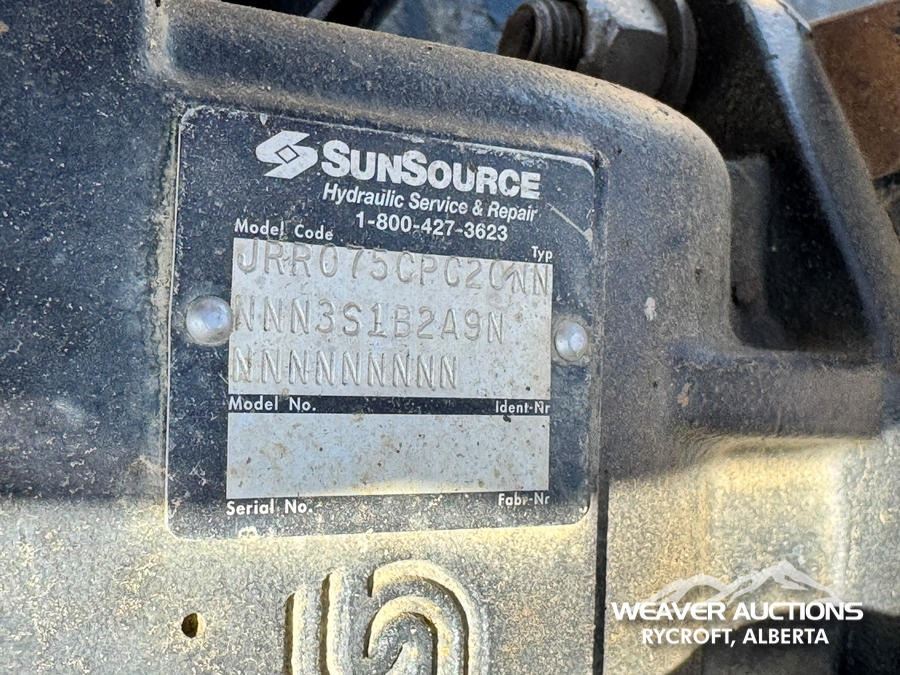 SUNSOURCE
Hydraulic Service & Repair
1-800-427-3623
Model Code Typ
JRR075CPC20NN
NNN3S1B2A9N
NNNNNNNNN
Model No. Ident-Nr
Serial No. Fabr-Nr
WEAVER AUCTIONS
RYCROFT, ALBERTA